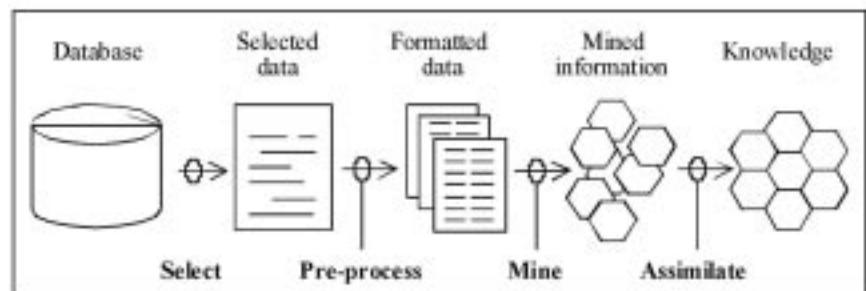 Database
Selected
data
Formatted
data
Mined
information
Knowledge
Select
Pre-process
Mine
Assimilate